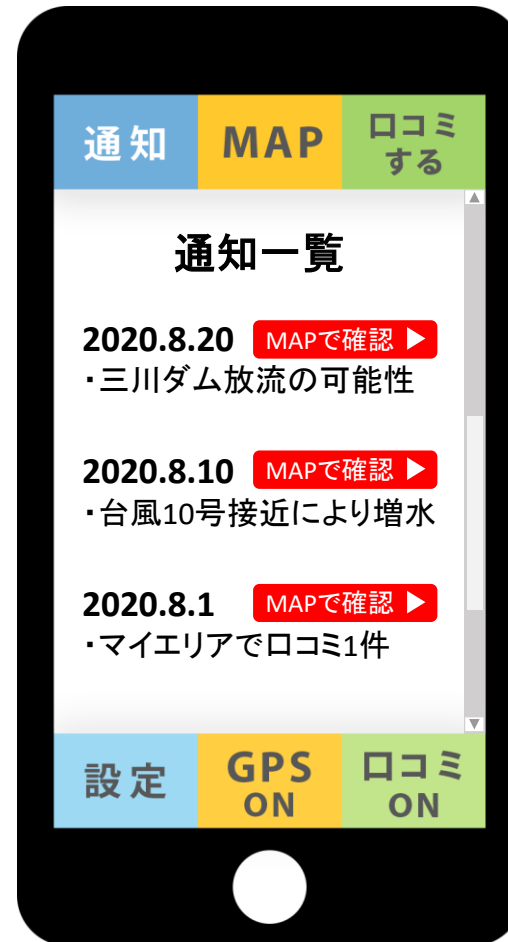 通知
MAP
口コミ
する
通知一覧
2020.8.20 MAPで確認 ▶
・三川ダム放流の可能性
2020.8.10 MAPで確認 ▶
・台風10号接近により増水
2020.8.1 MAPで確認 ▶
・マイエリアで口コミ1件
設定
GPS
ON
口コミ
ON